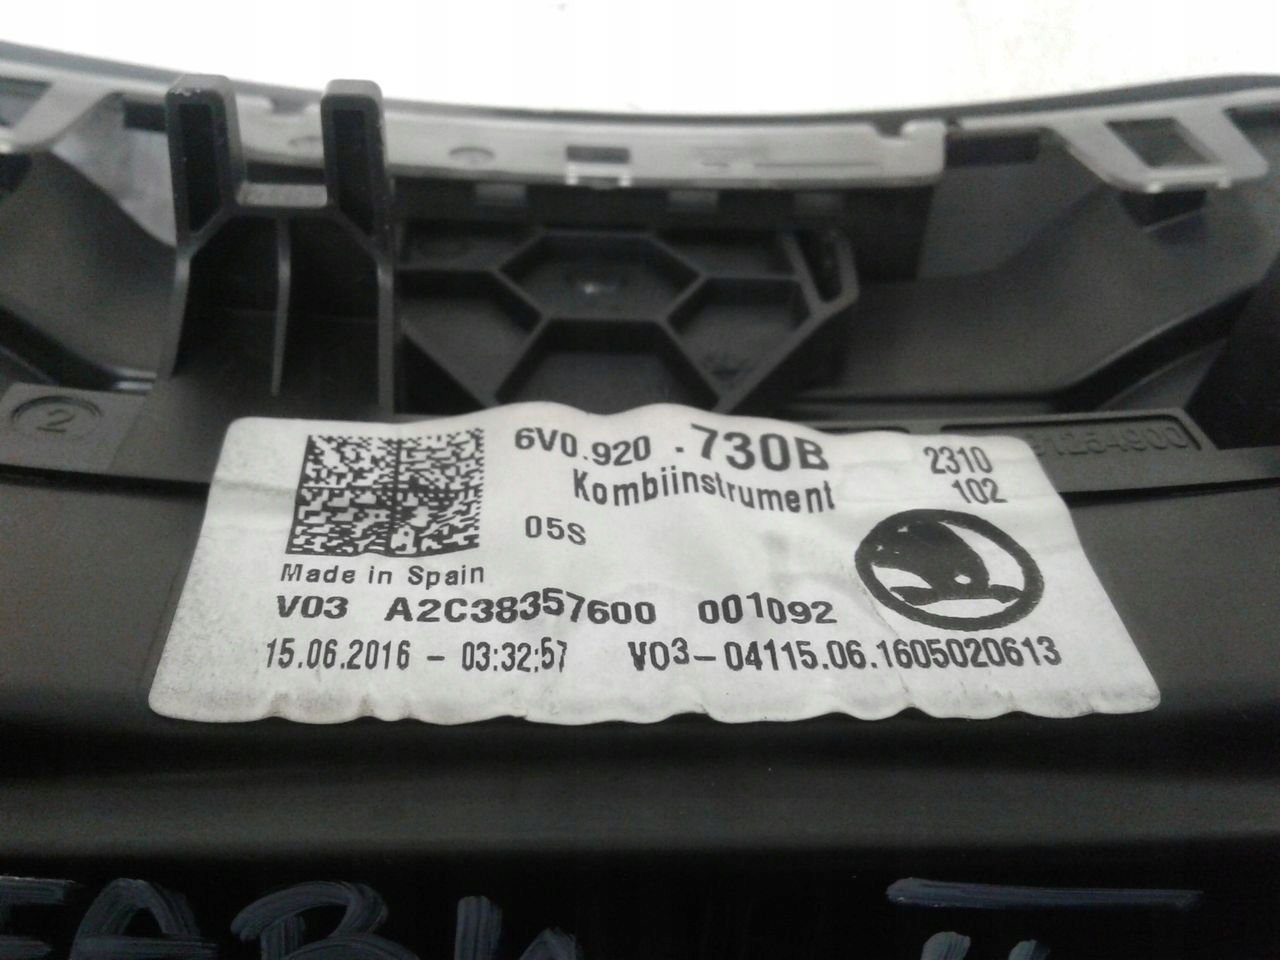 2
6V0.920 .730B
2310
102
Kombiinstrument
05S
Made in Spain
V03 A2C38357600 001092
15.06.2016 - 03:32:57 V03-04115.06.1605020613